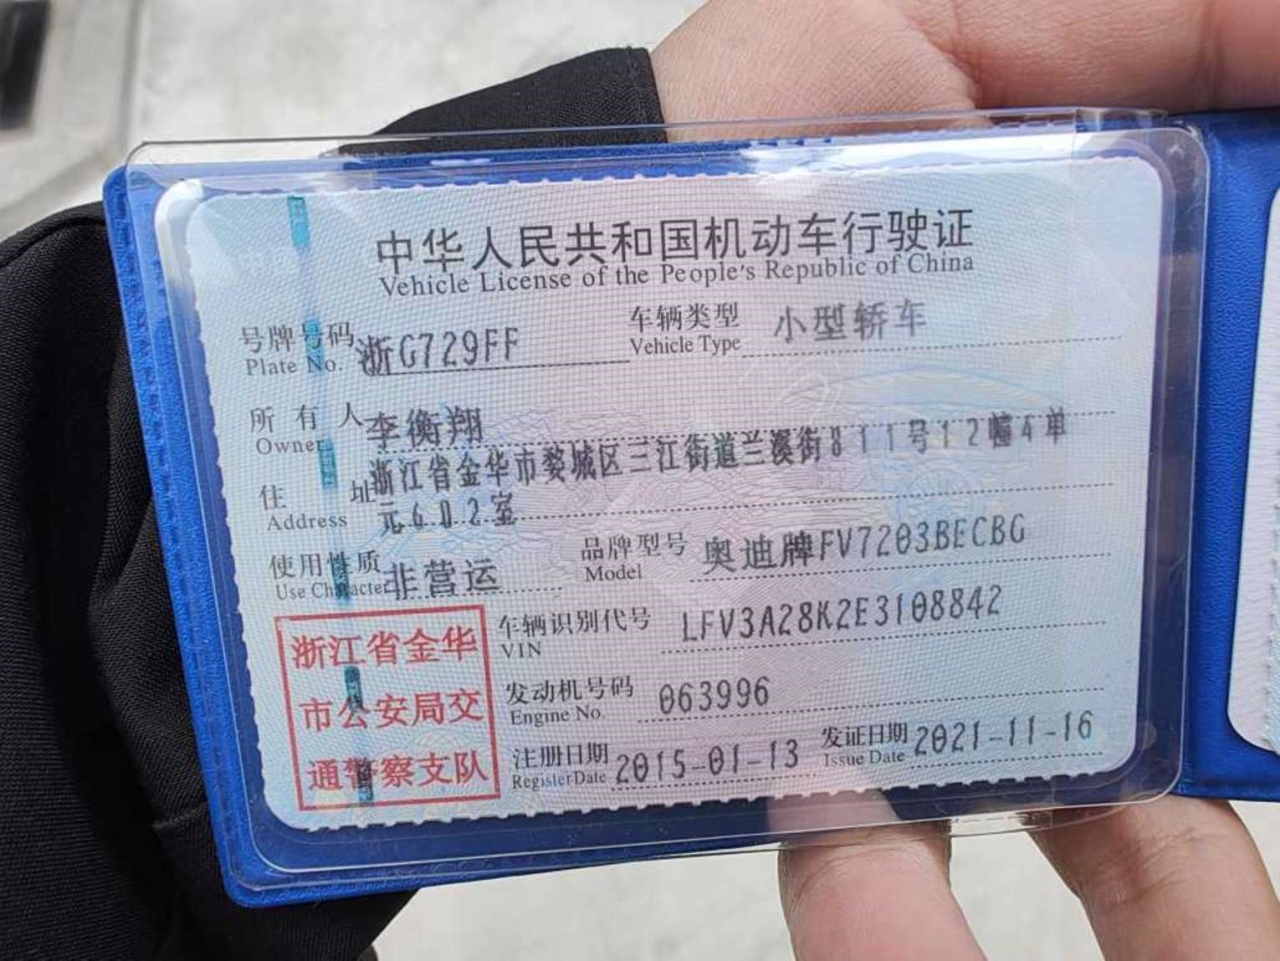 中华人民共和国机动车行驶证
Vehicle License of the People's Republic of China
号牌号码 浙G729FF 车辆类型 小型轿车
Plate No. Vehicle Type
所有人 李衡翔
Owner
住址 浙江省金华市婺城区三江街道兰溪街811号12幢4单
Address 元602室
使用性质 非营运 品牌型号 奥迪牌FV7203BECBG
Use Character Model
浙江省金华
市公安局交
通警察支队
车辆识别代号 LFV3A28K2E3108842
VIN
发动机号码 063996
Engine No.
注册日期 2015-01-13 发证日期 2021-11-16
Register Date Issue Date